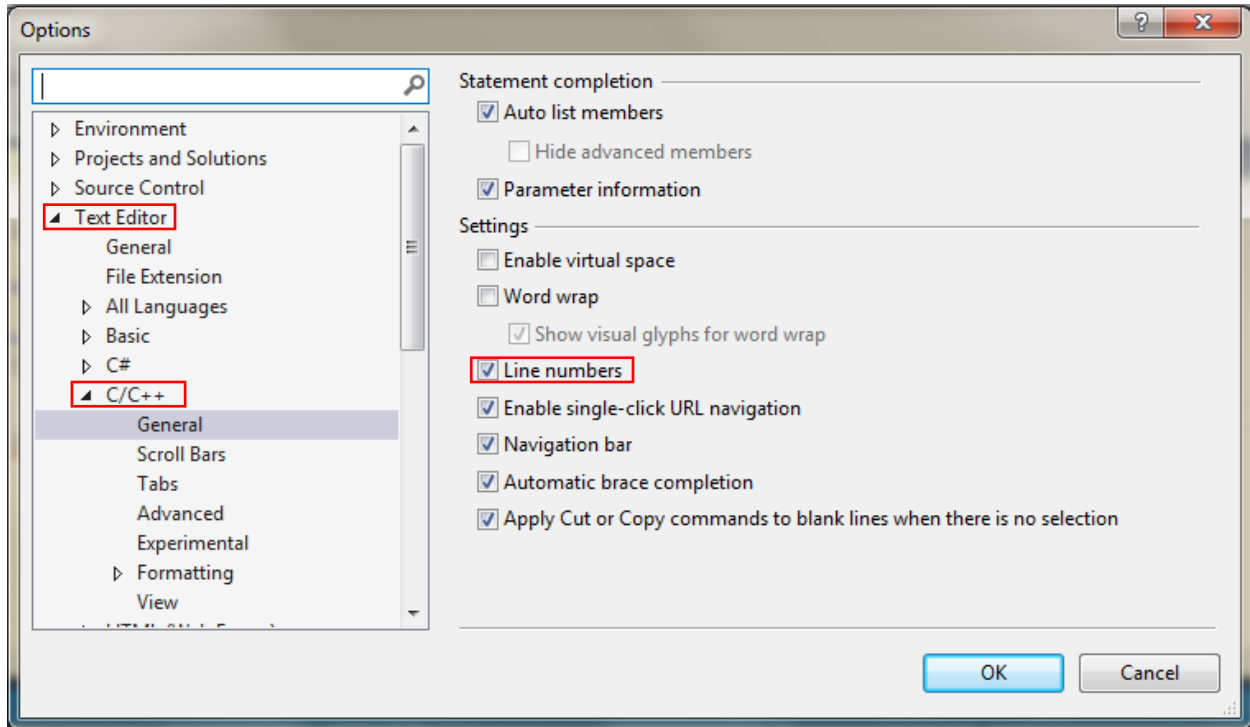 Options
Environment
Projects and Solutions
Source Control
Text Editor
General
File Extension
All Languages
Basic
C#
C/C++
General
Scroll Bars
Tabs
Advanced
Experimental
Formatting
View
Statement completion
Auto list members
Hide advanced members
Parameter information
Settings
Enable virtual space
Word wrap
Show visual glyphs for word wrap
Line numbers
Enable single-click URL navigation
Navigation bar
Automatic brace completion
Apply Cut or Copy commands to blank lines when there is no selection
OK
Cancel